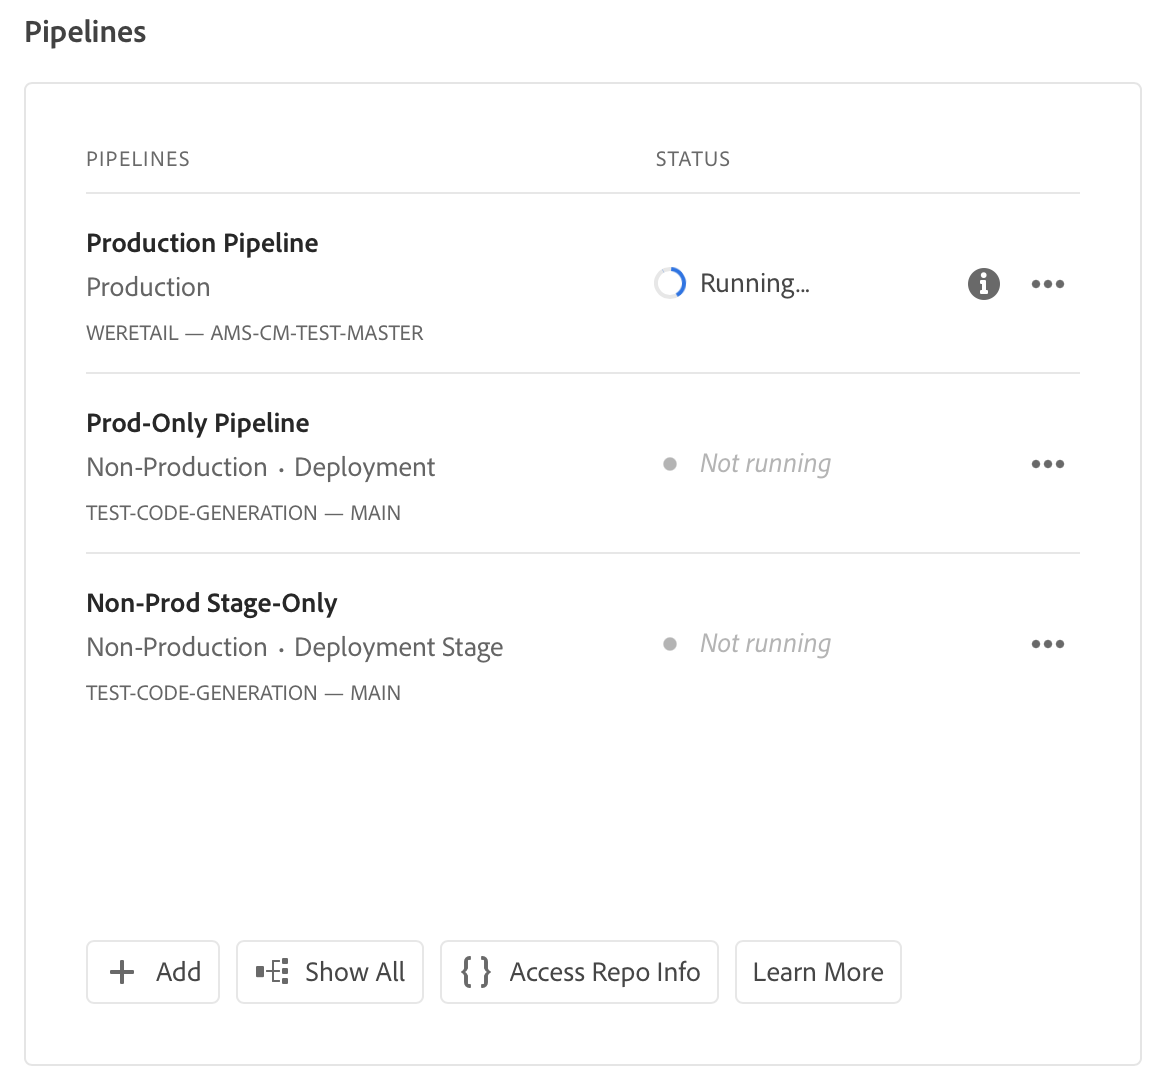 Pipelines
PIPELINES STATUS
Production Pipeline
Production
Running...
WERETAIL — AMS-CM-TEST-MASTER
Prod-Only Pipeline
Non-Production · Deployment
Not running
TEST-CODE-GENERATION — MAIN
Non-Prod Stage-Only
Non-Production · Deployment Stage
Not running
TEST-CODE-GENERATION — MAIN
Add Show All { } Access Repo Info Learn More